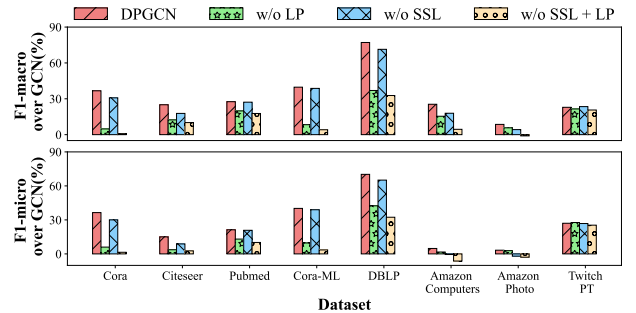 DPGCN w/o LP w/o SSL w/o SSL + LP
F1-macro
over GCN(%)
90
60
30
0
F1-micro
over GCN(%)
90
60
30
0
Cora Citeseer Pubmed Cora-ML DBLP Amazon Computers Amazon Photo Twitch PT
Dataset